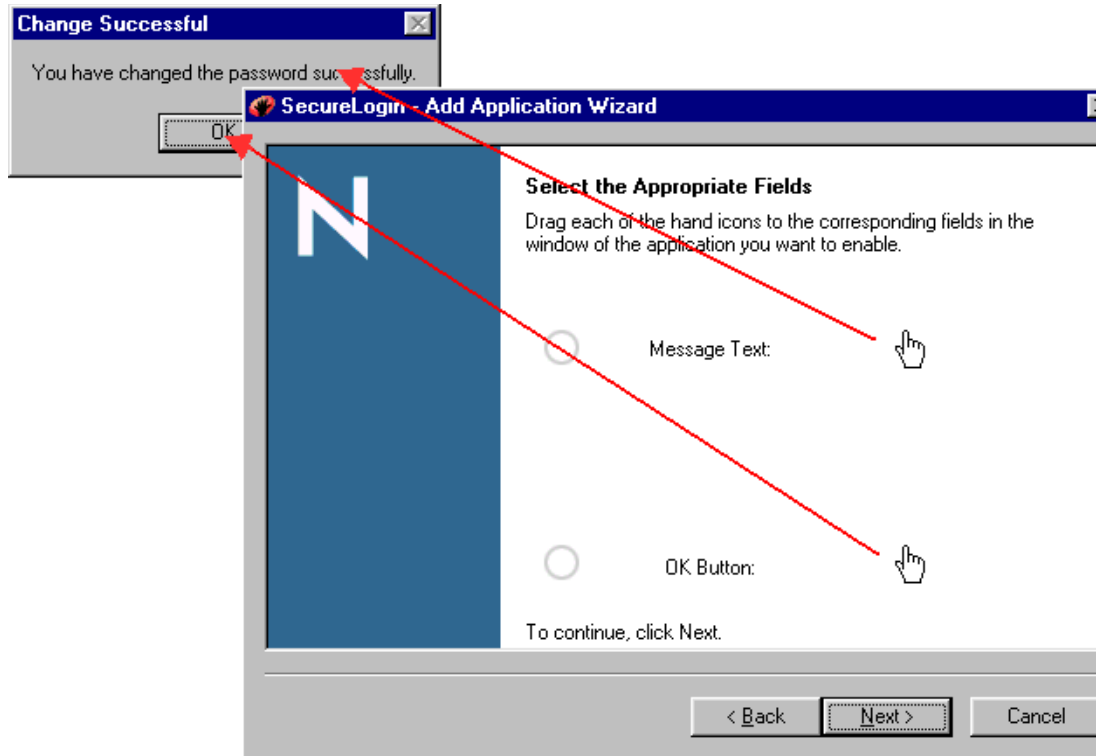 Change Successful
You have changed the password successfully.
OK
SecureLogin - Add Application Wizard
N
Select the Appropriate Fields
Drag each of the hand icons to the corresponding fields in the
window of the application you want to enable.
Message Text:
OK Button:
To continue, click Next.
< Back
Next >
Cancel